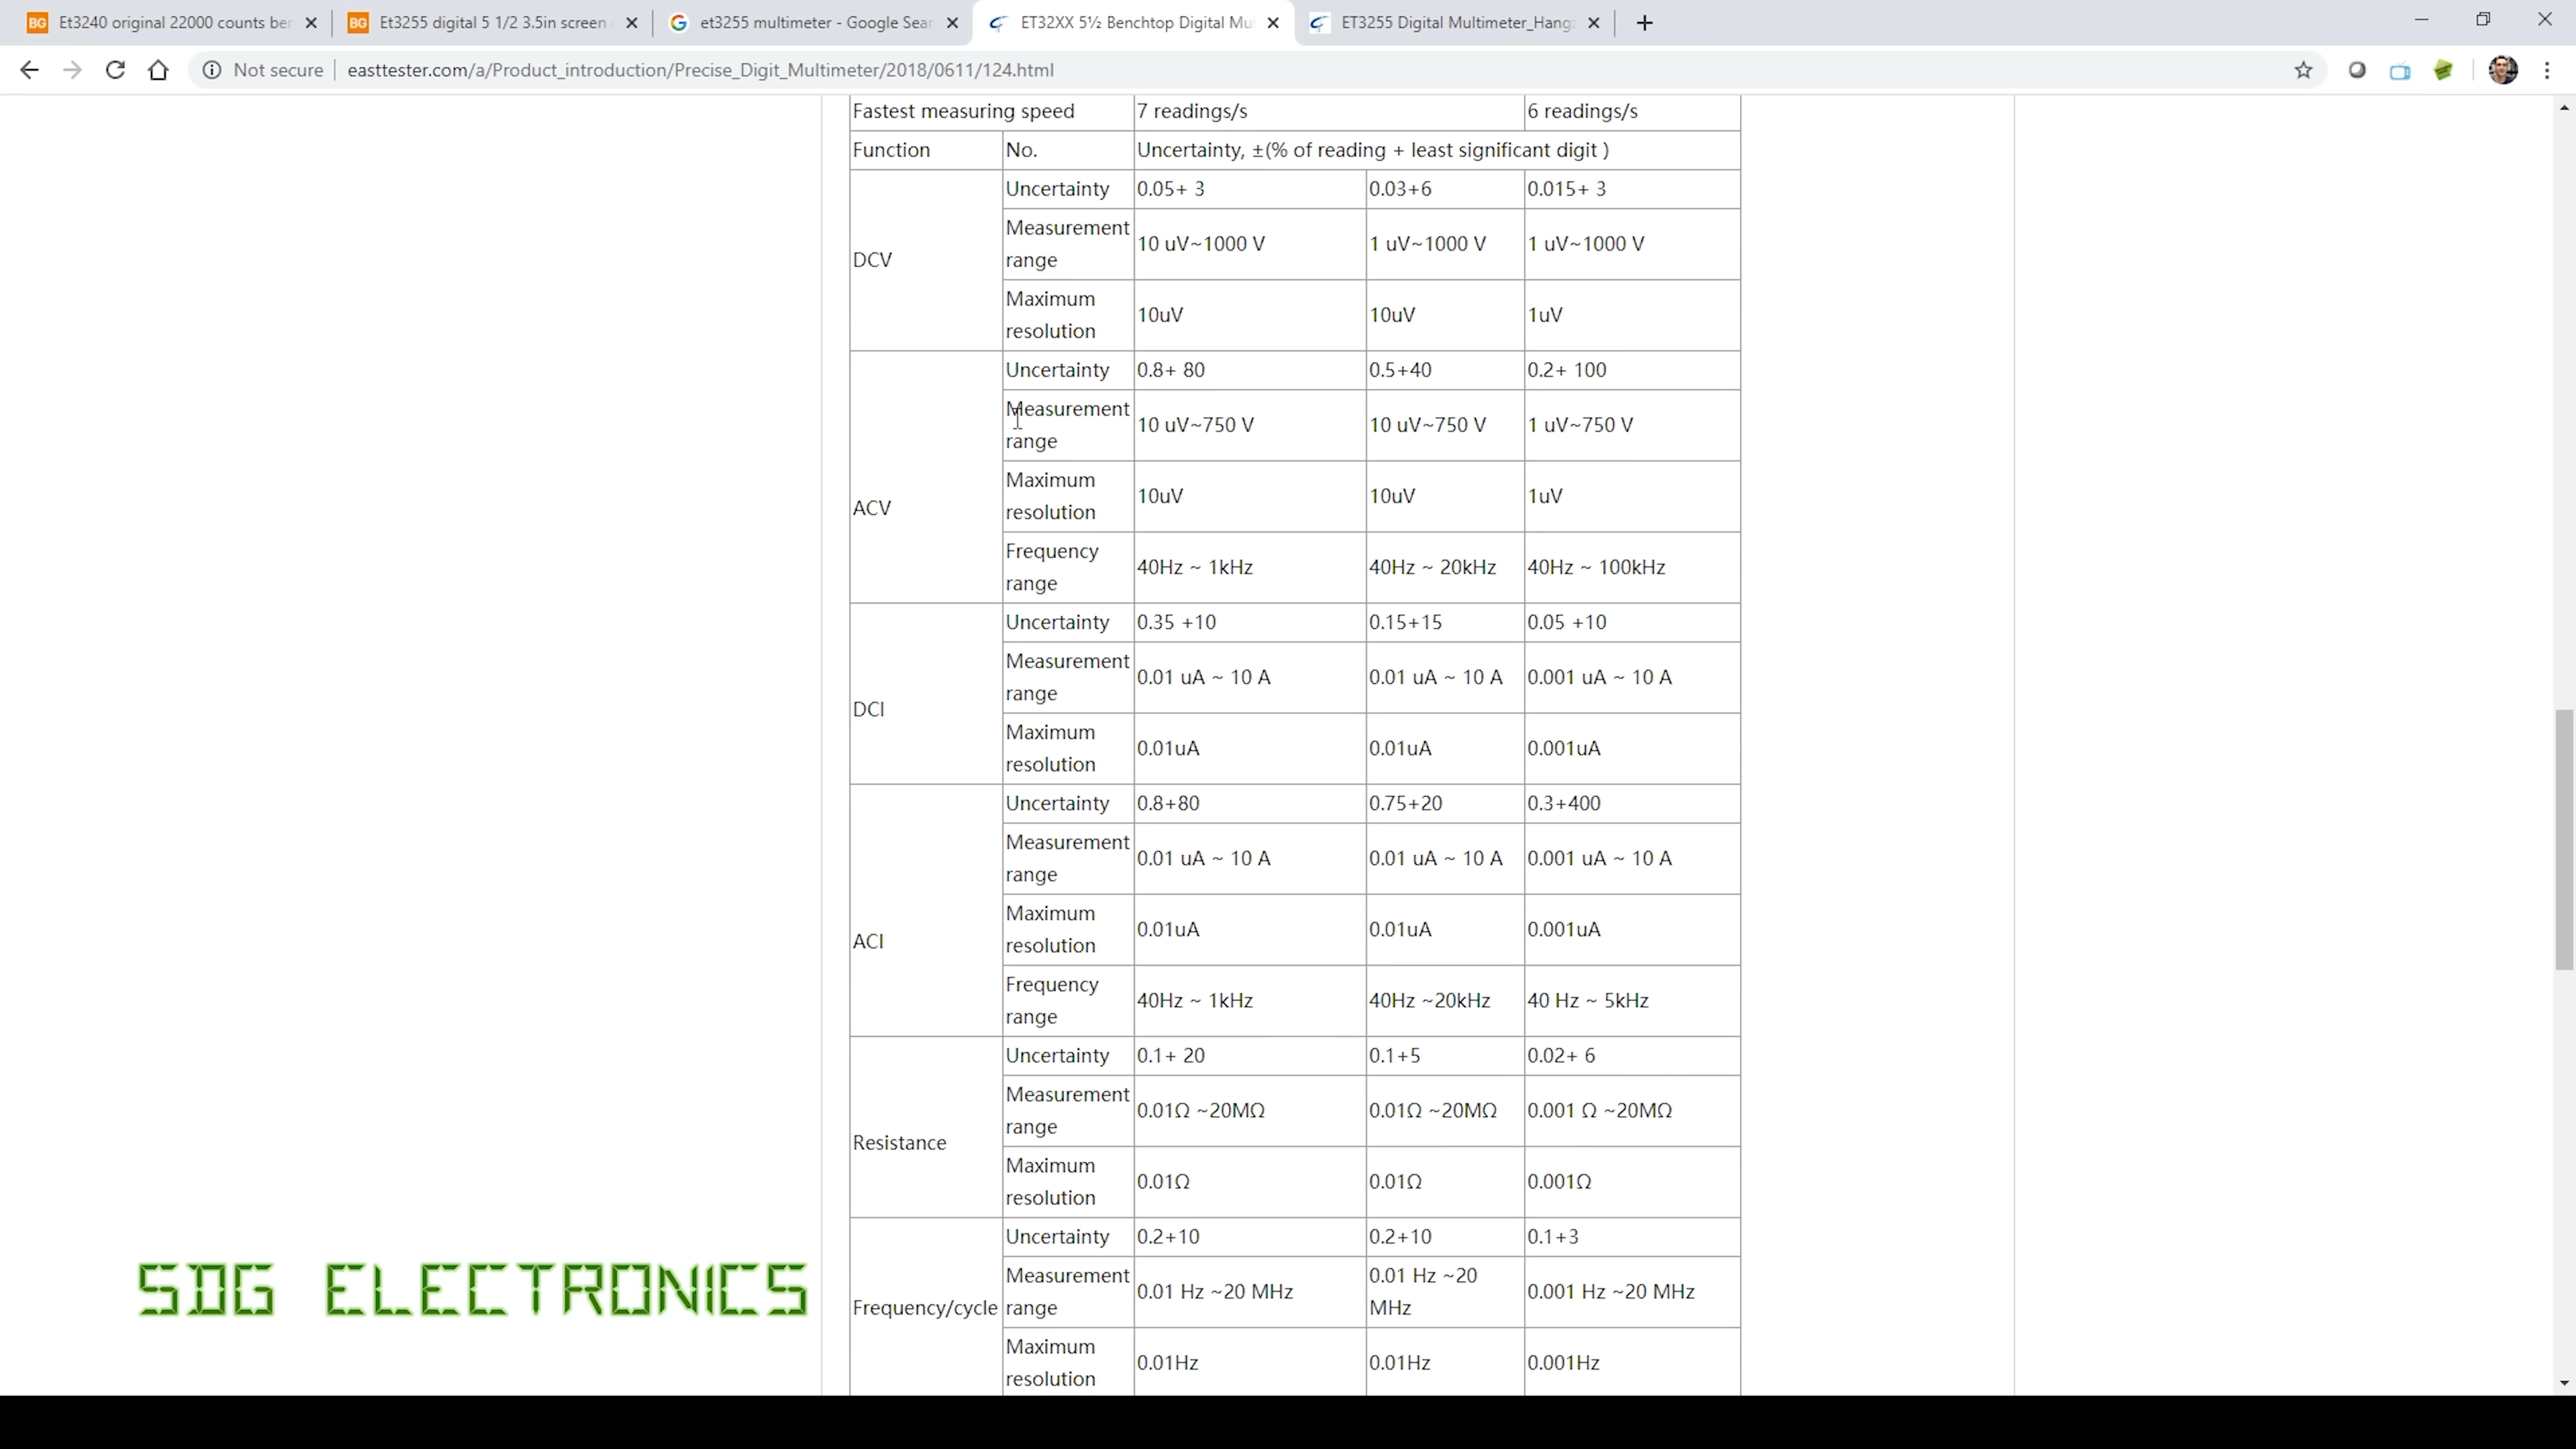 Et3240 original 22000 counts ber
Et3255 digital 5 1/2 3.5in screen
et3255 multimeter - Google Sear
ET32XX 5½ Benchtop Digital Mu
ET3255 Digital Multimeter_Hang
Not secure easttester.com/a/Product_introduction/Precise_Digit_Multimeter/2018/0611/124.html
Fastest measuring speed 7 readings/s 6 readings/s
Function No. Uncertainty, ±(% of reading + least significant digit )
DCV
Uncertainty 0.05+ 3 0.03+6 0.015+ 3
Measurement range 10 uV~1000 V 1 uV~1000 V 1 uV~1000 V
Maximum resolution 10uV 10uV 1uV
ACV
Uncertainty 0.8+ 80 0.5+40 0.2+ 100
Measurement range 10 uV~750 V 10 uV~750 V 1 uV~750 V
Maximum resolution 10uV 10uV 1uV
Frequency range 40Hz ~ 1kHz 40Hz ~ 20kHz 40Hz ~ 100kHz
DCI
Uncertainty 0.35 +10 0.15+15 0.05 +10
Measurement range 0.01 uA ~ 10 A 0.01 uA ~ 10 A 0.001 uA ~ 10 A
Maximum resolution 0.01uA 0.01uA 0.001uA
ACI
Uncertainty 0.8+80 0.75+20 0.3+400
Measurement range 0.01 uA ~ 10 A 0.01 uA ~ 10 A 0.001 uA ~ 10 A
Maximum resolution 0.01uA 0.01uA 0.001uA
Frequency range 40Hz ~ 1kHz 40Hz ~20kHz 40 Hz ~ 5kHz
Resistance
Uncertainty 0.1+ 20 0.1+5 0.02+ 6
Measurement range 0.01Ω ~20MΩ 0.01Ω ~20MΩ 0.001 Ω ~20MΩ
Maximum resolution 0.01Ω 0.01Ω 0.001Ω
Frequency/cycle
Uncertainty 0.2+10 0.2+10 0.1+3
Measurement range 0.01 Hz ~20 MHz 0.01 Hz ~20 MHz 0.001 Hz ~20 MHz
Maximum resolution 0.01Hz 0.01Hz 0.001Hz
SDG ELECTRONICS